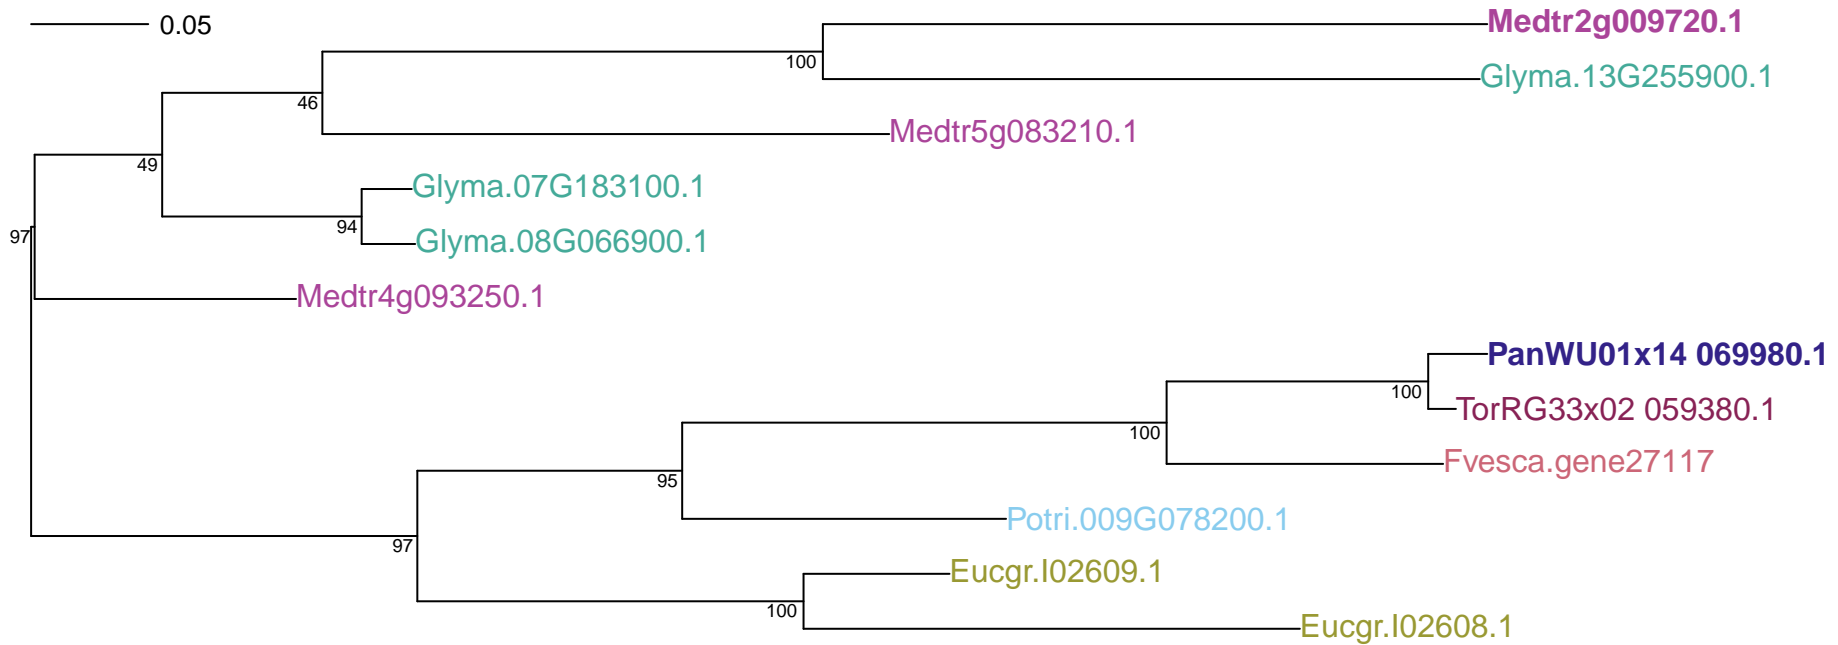 0.05
Medtr2g009720.1
100
Glyma.13G255900.1
46
Medtr5g083210.1
49
Glyma.07G183100.1
94
Glyma.08G066900.1
97
Medtr4g093250.1
PanWU01x14 069980.1
100
TorRG33x02 059380.1
100
Fvesca.gene27117
95
Potri.009G078200.1
97
Eucgr.I02609.1
100
Eucgr.I02608.1